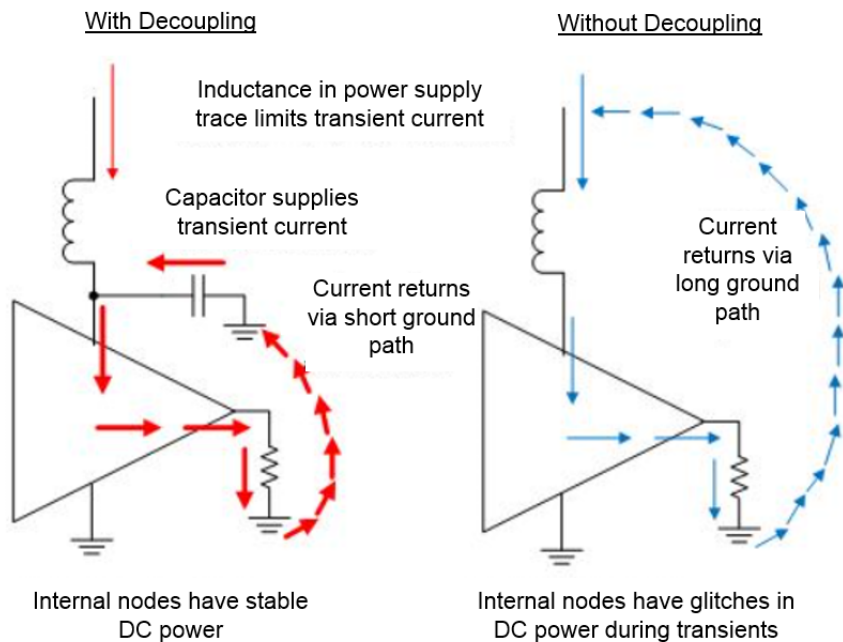 With Decoupling
Without Decoupling
Inductance in power supply
trace limits transient current
Capacitor supplies
transient current
Current returns
via short ground
path
Current
returns via
long ground
path
Internal nodes have stable
DC power
Internal nodes have glitches in
DC power during transients